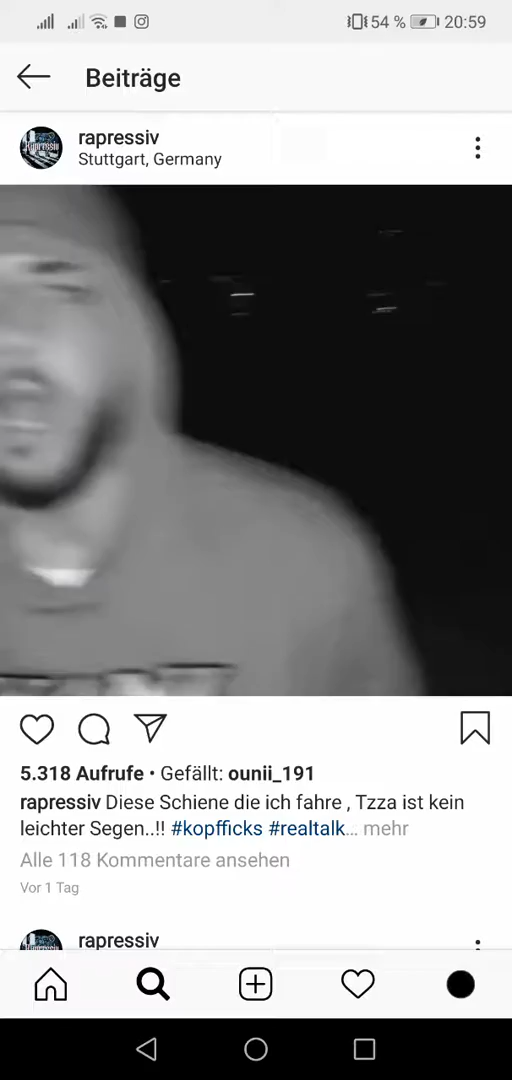 54 % 20:59
Beiträge
rapressiv
Stuttgart, Germany
5.318 Aufrufe • Gefällt: ounii_191
rapressiv Diese Schiene die ich fahre , Tzza ist kein
leichter Segen..!! #kopfficks #realtalk... mehr
Alle 118 Kommentare ansehen
Vor 1 Tag
rapressiv